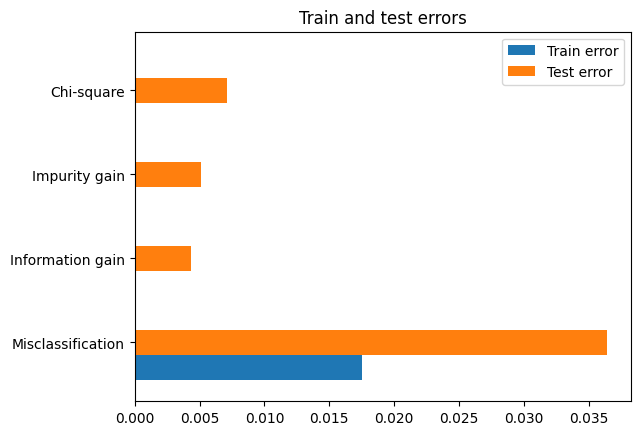 Train and test errors
Train error
Test error
Chi-square
Impurity gain
Information gain
Misclassification
0.000 0.005 0.010 0.015 0.020 0.025 0.030 0.035